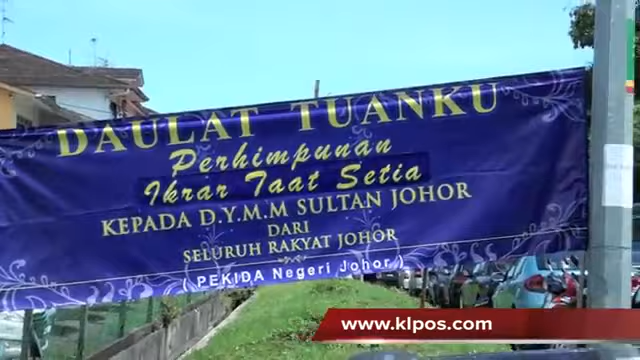 DAULAT TUANKU
Perhimpunan
Ikrar Taat Setia
KEPADA D.Y.M.M SULTAN JOHOR
DARI
SELURUH RAKYAT JOHOR
( PEKIDA Negeri Johor )
www.klpos.com